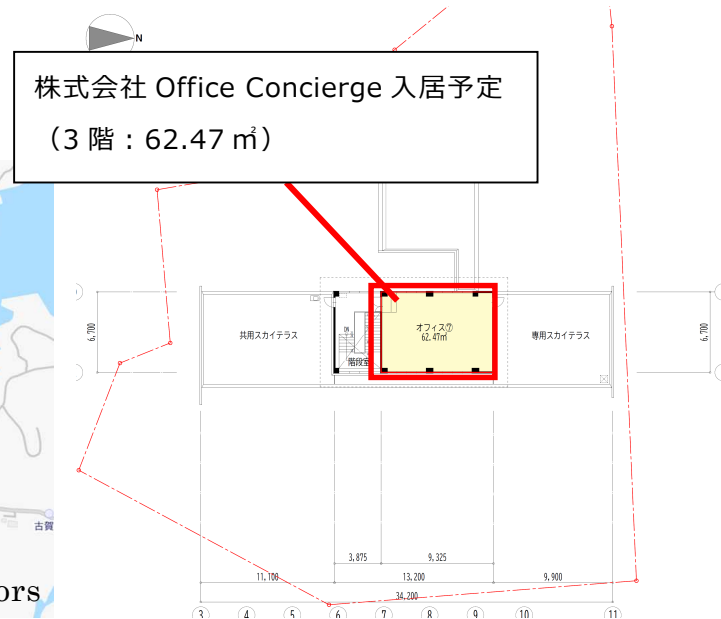 N
株式会社 Office Concierge 入居予定
（3 階：62.47 ㎡）
6,700
共用スカイテラス
DN
階段室
オフィス⑦
62.47㎡
専用スカイテラス
6,700
古賀
3,875
9,325
11,100
13,200
9,900
34,200
ors
3
4
5
6
7
8
9
10
11